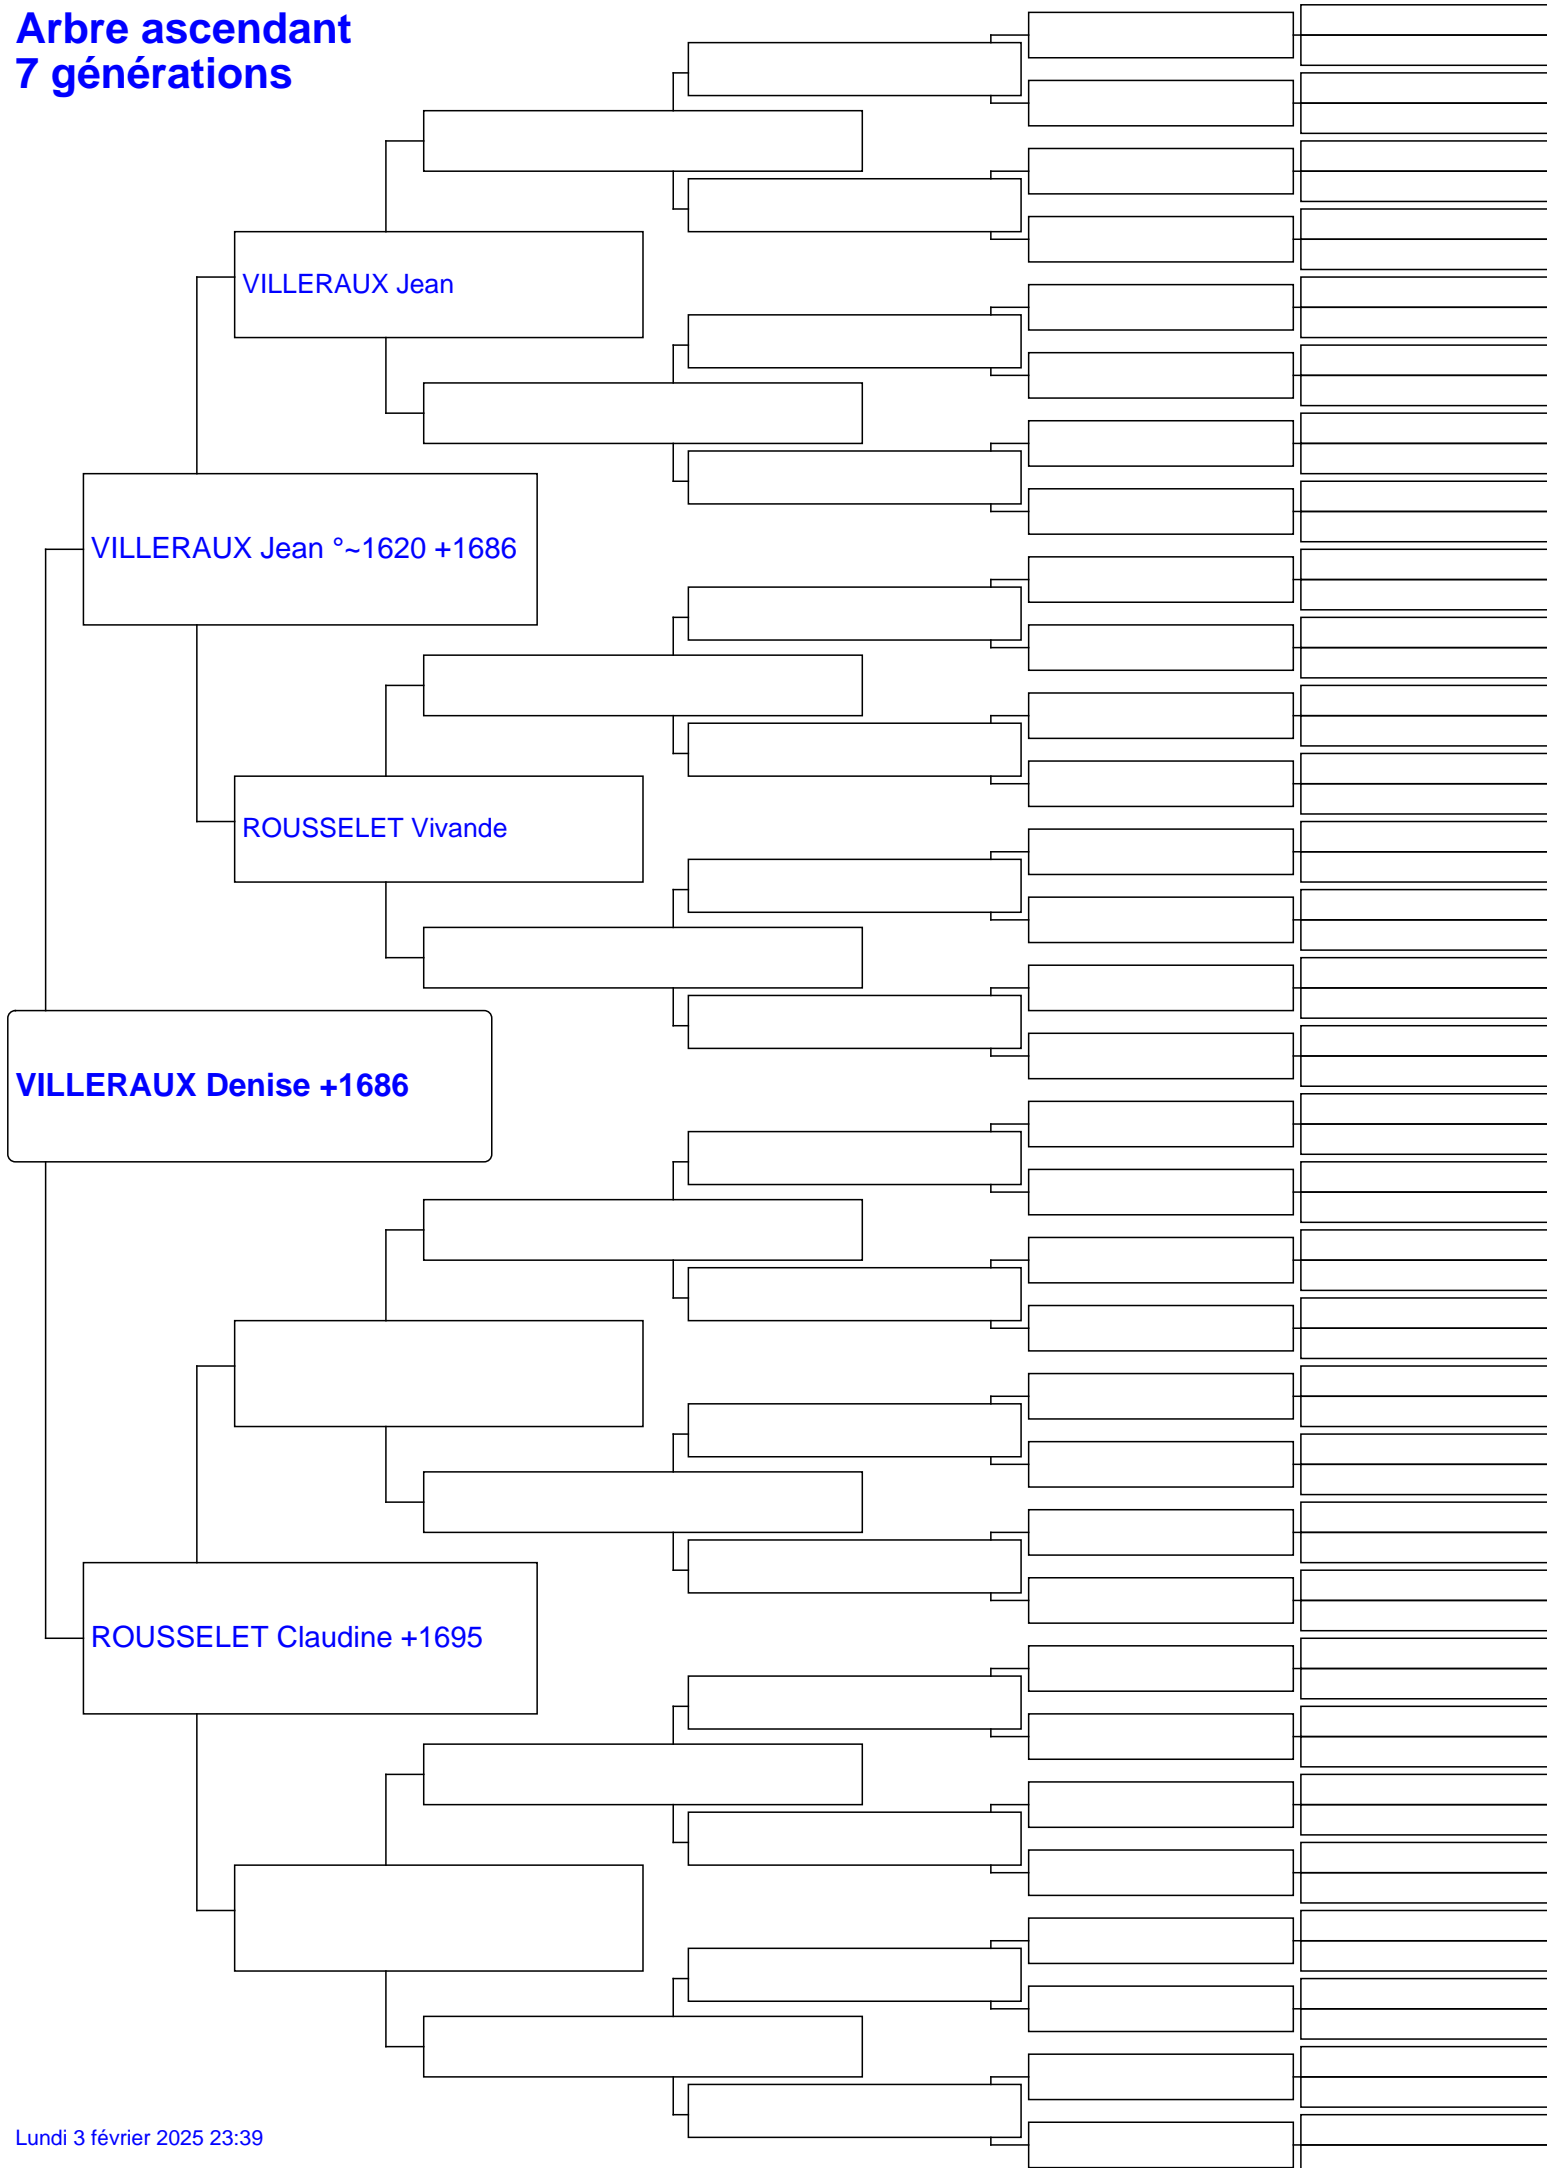 Arbre ascendant
7 générations
VILLERAUX Jean
VILLERAUX Jean °~1620 +1686
ROUSSELET Vivande
VILLERAUX Denise +1686
ROUSSELET Claudine +1695
Lundi 3 février 2025 23:39